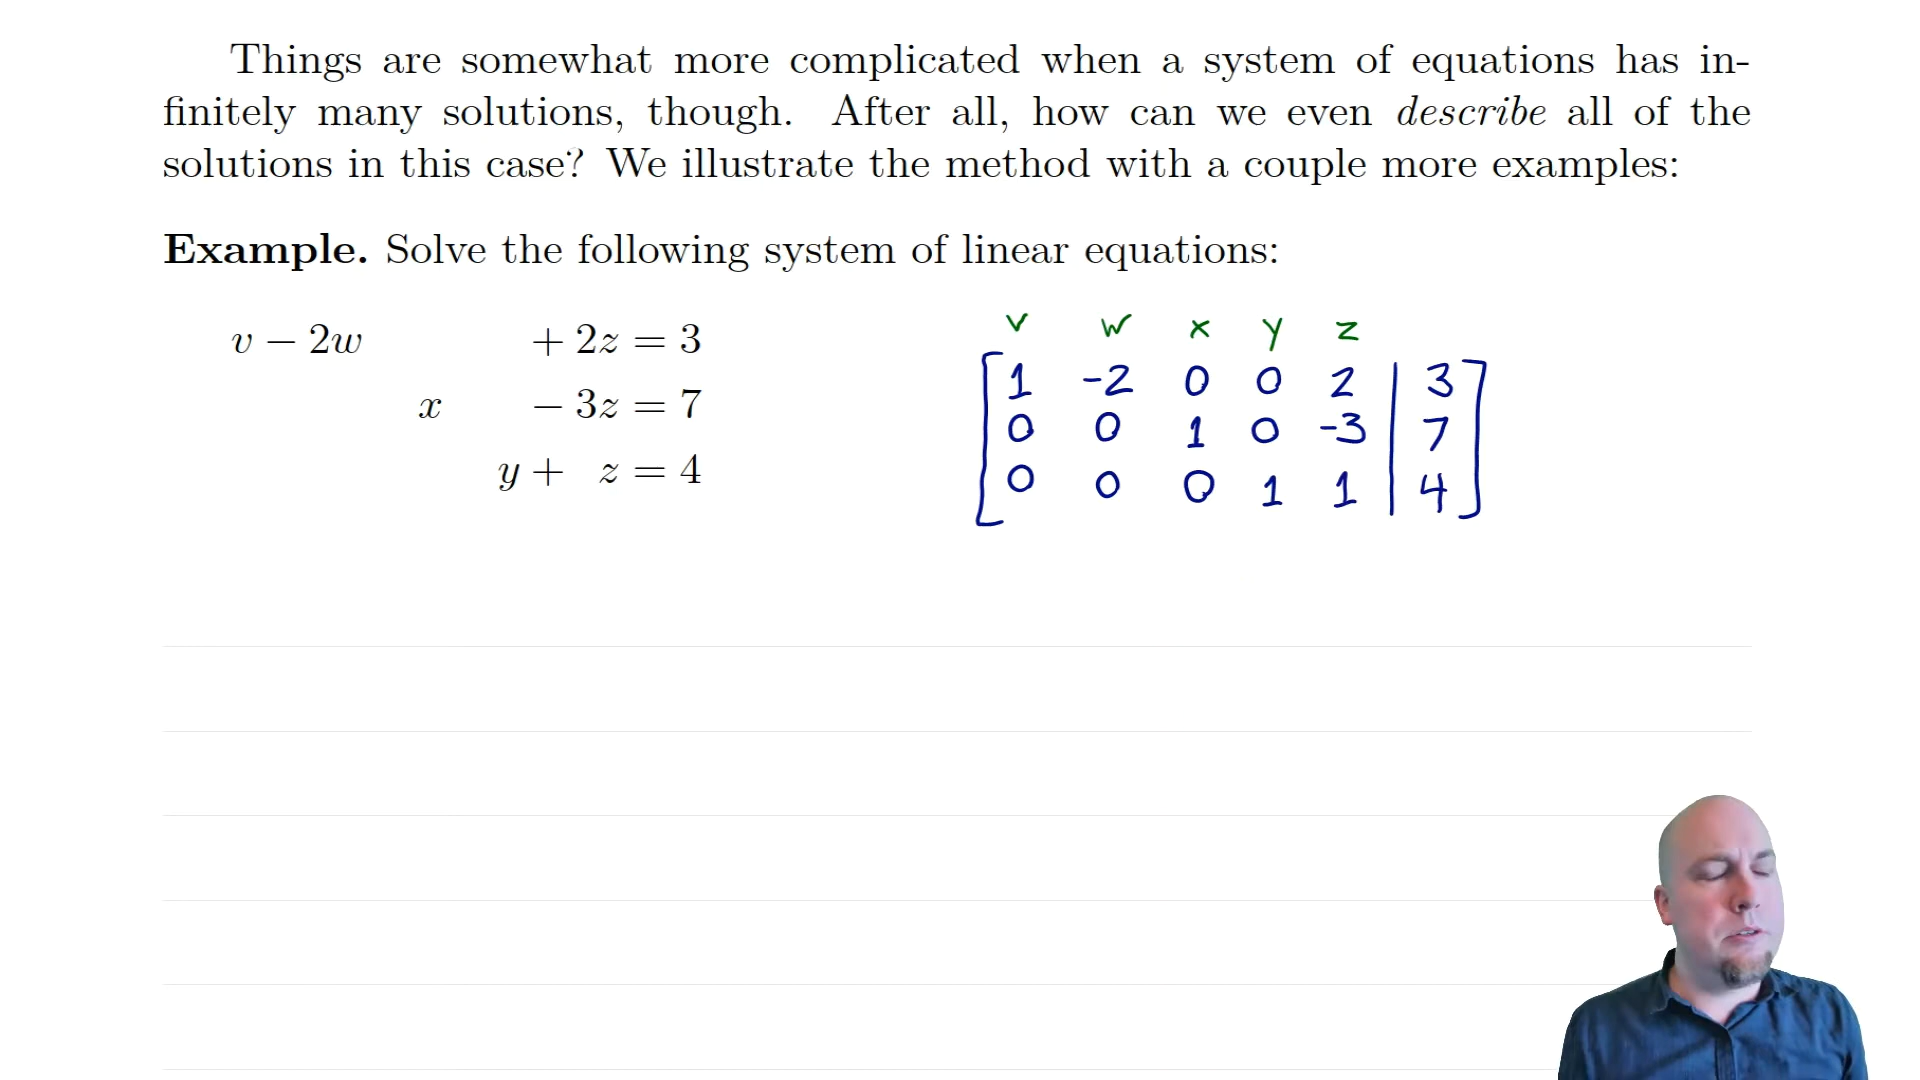 Things are somewhat more complicated when a system of equations has in-
finitely many solutions, though. After all, how can we even describe all of the
solutions in this case? We illustrate the method with a couple more examples:
Example. Solve the following system of linear equations:
v − 2w + 2z = 3
x − 3z = 7
y + z = 4
v w x y z
1 -2 0 0 2 | 3
0 0 1 0 -3 | 7
0 0 0 1 1 | 4